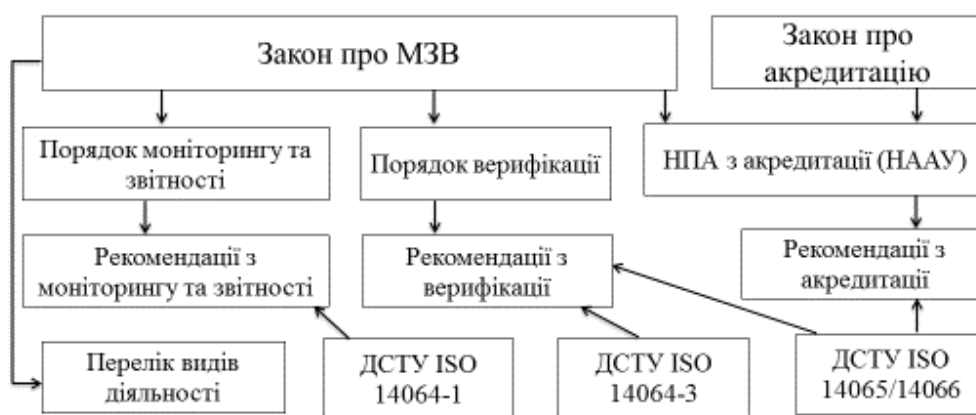 Закон про МЗВ
Закон про
акредитацію
Порядок моніторингу та
звітності
Порядок верифікації
НПА з акредитації (НААУ)
Рекомендації з
моніторингу та звітності
Рекомендації з
верифікації
Рекомендації з
акредитації
Перелік видів
діяльності
ДСТУ ISO
14064-1
ДСТУ ISO
14064-3
ДСТУ ISO
14065/14066